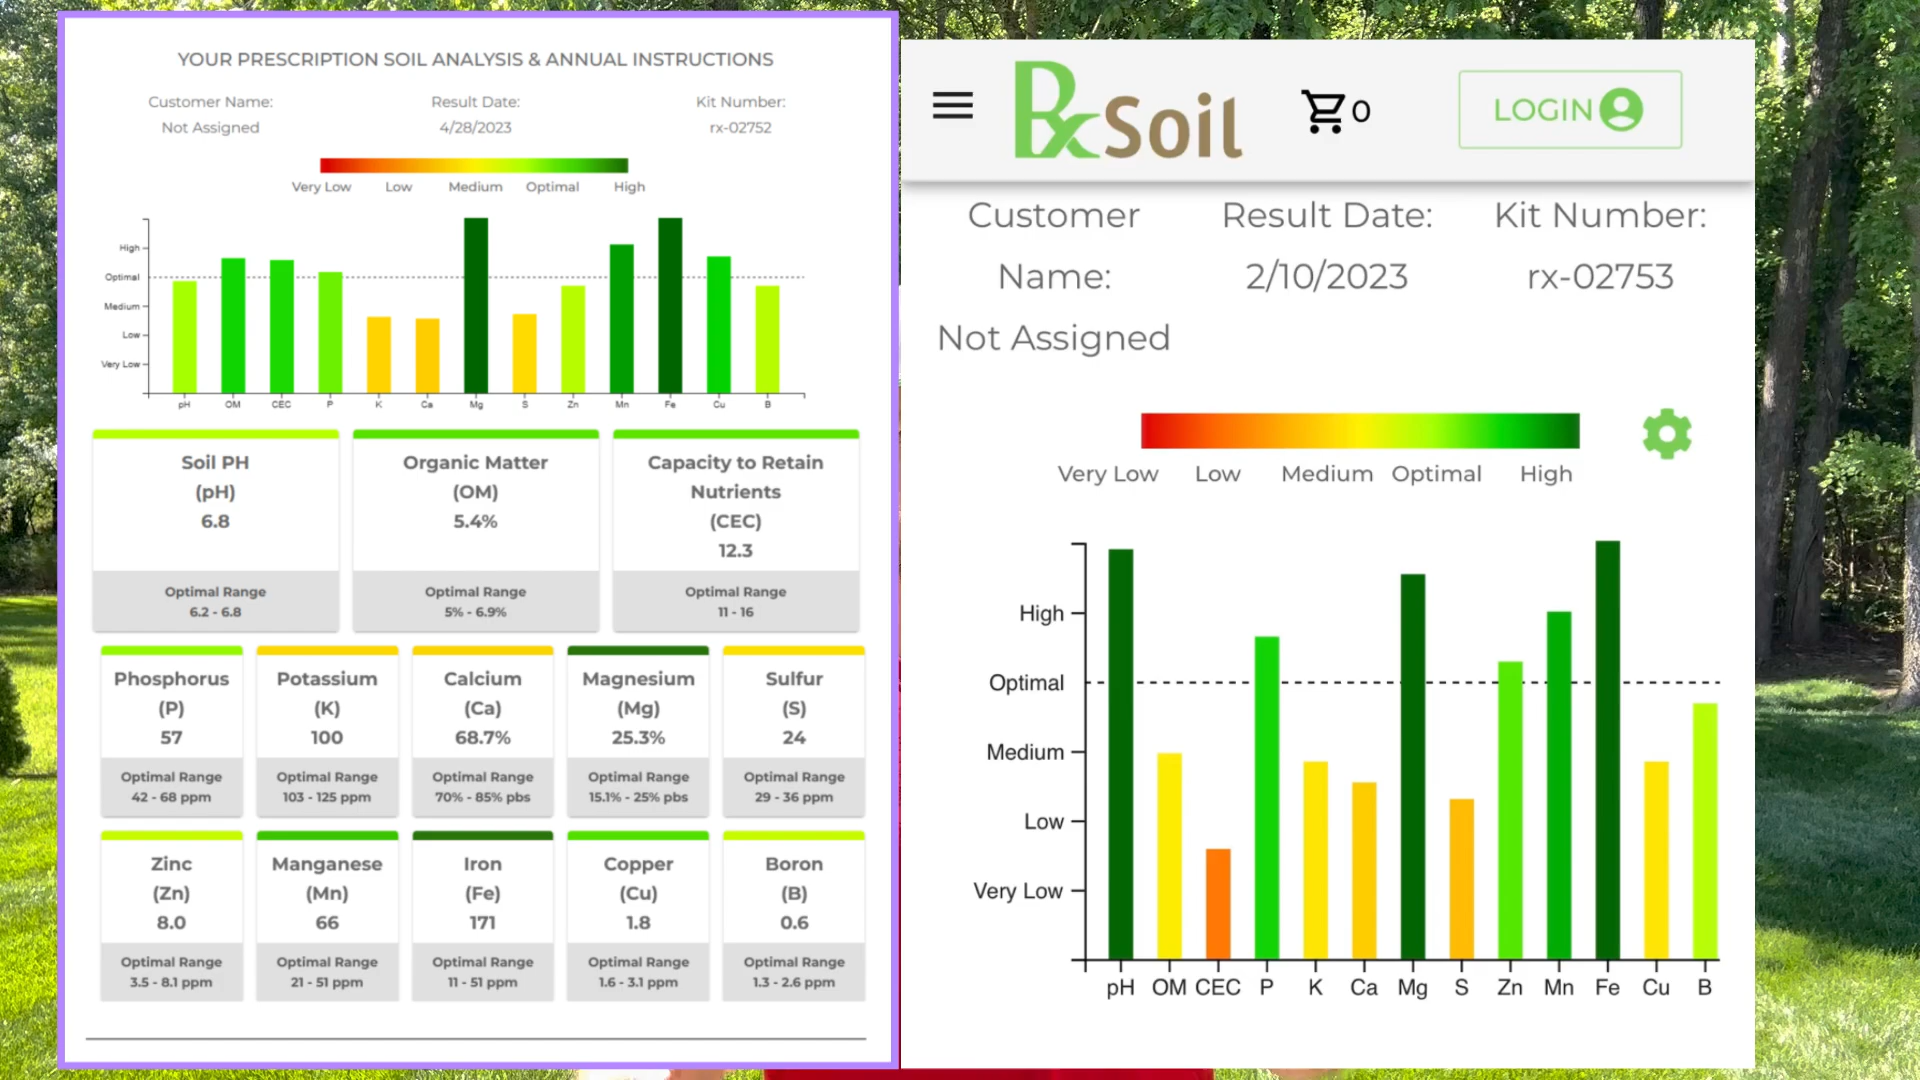 YOUR PRESCRIPTION SOIL ANALYSIS & ANNUAL INSTRUCTIONS
Customer Name: Result Date: Kit Number:
Not Assigned 4/28/2023 rx-02752
Very Low Low Medium Optimal High
High
Optimal
Medium
Low
Very Low
pH OM CEC P K Ca Mg S Zn Mn Fe Cu B
Soil PH
(pH)
6.8
Optimal Range
6.2 - 6.8
Organic Matter
(OM)
5.4%
Optimal Range
5% - 6.9%
Capacity to Retain
Nutrients
(CEC)
12.3
Optimal Range
11 - 16
Phosphorus
(P)
57
Optimal Range
42 - 68 ppm
Potassium
(K)
100
Optimal Range
103 - 125 ppm
Calcium
(Ca)
68.7%
Optimal Range
70% - 85% pbs
Magnesium
(Mg)
25.3%
Optimal Range
15.1% - 25% pbs
Sulfur
(S)
24
Optimal Range
29 - 36 ppm
Zinc
(Zn)
8.0
Optimal Range
3.5 - 8.1 ppm
Manganese
(Mn)
66
Optimal Range
21 - 51 ppm
Iron
(Fe)
171
Optimal Range
11 - 51 ppm
Copper
(Cu)
1.8
Optimal Range
1.6 - 3.1 ppm
Boron
(B)
0.6
Optimal Range
1.3 - 2.6 ppm
Rx Soil 0 LOGIN
Customer Result Date: Kit Number:
Name: 2/10/2023 rx-02753
Not Assigned
Very Low Low Medium Optimal High
High
Optimal
Medium
Low
Very Low
pH OM CEC P K Ca Mg S Zn Mn Fe Cu B